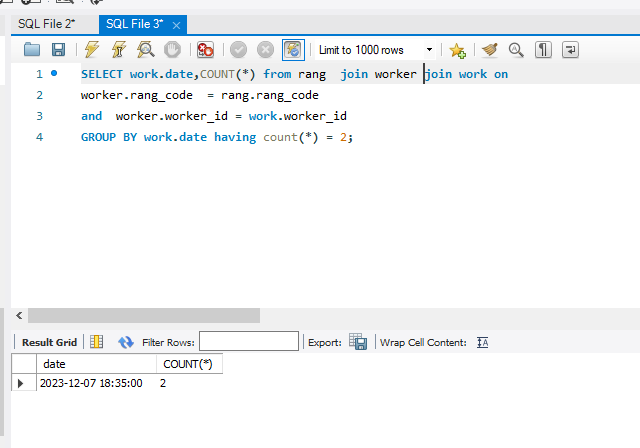 SQL File 2*
SQL File 3*
Limit to 1000 rows
1 SELECT work.date,COUNT(*) from rang  join worker join work on
2 worker.rang_code  = rang.rang_code
3 and  worker.worker_id = work.worker_id
4 GROUP BY work.date having count(*) = 2;
Result Grid Filter Rows: Export: Wrap Cell Content:
date COUNT(*)
2023-12-07 18:35:00 2